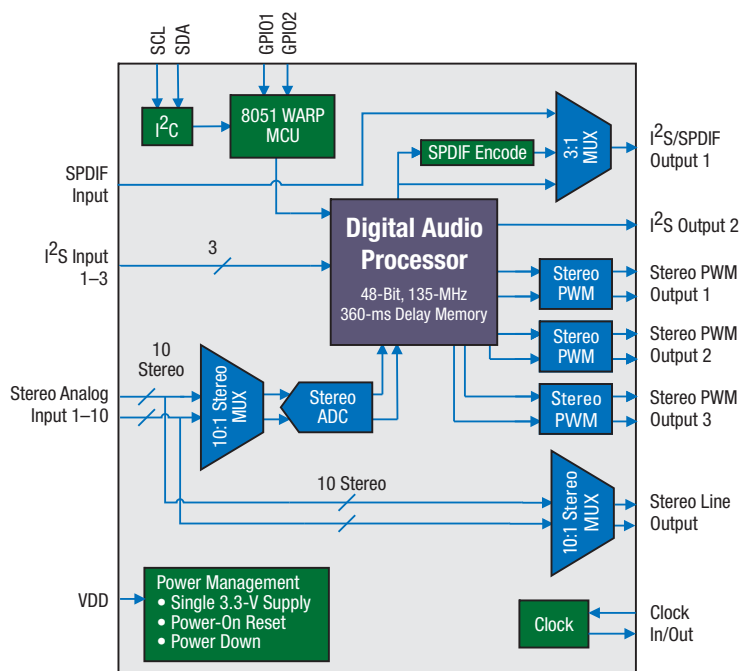 SCL
SDA
GPIO1
GPIO2
I²C
8051 WARP
MCU
SPDIF Encode
3:1
MUX
I²S/SPDIF
Output 1
SPDIF
Input
Digital Audio
Processor
48-Bit, 135-MHz
360-ms Delay Memory
I²S Output 2
I²S Input
1–3
3
Stereo
PWM
Stereo PWM
Output 1
Stereo
PWM
Stereo PWM
Output 2
Stereo
PWM
Stereo PWM
Output 3
10
Stereo
Stereo Analog
Input 1–10
10:1 Stereo
MUX
Stereo
ADC
10 Stereo
10:1 Stereo
MUX
Stereo Line
Output
VDD
Power Management
• Single 3.3-V Supply
• Power-On Reset
• Power Down
Clock
Clock
In/Out